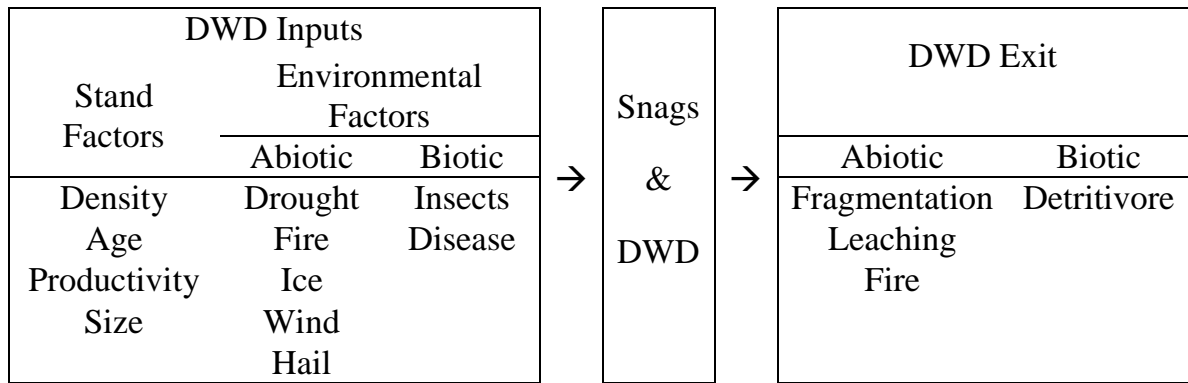 DWD Inputs
Stand
Factors
Environmental
Factors
Abiotic Biotic
Density Drought Insects
Age Fire Disease
Productivity Ice
Size Wind
Hail
→
Snags
&
DWD
→
DWD Exit
Abiotic Biotic
Fragmentation Detritivore
Leaching
Fire